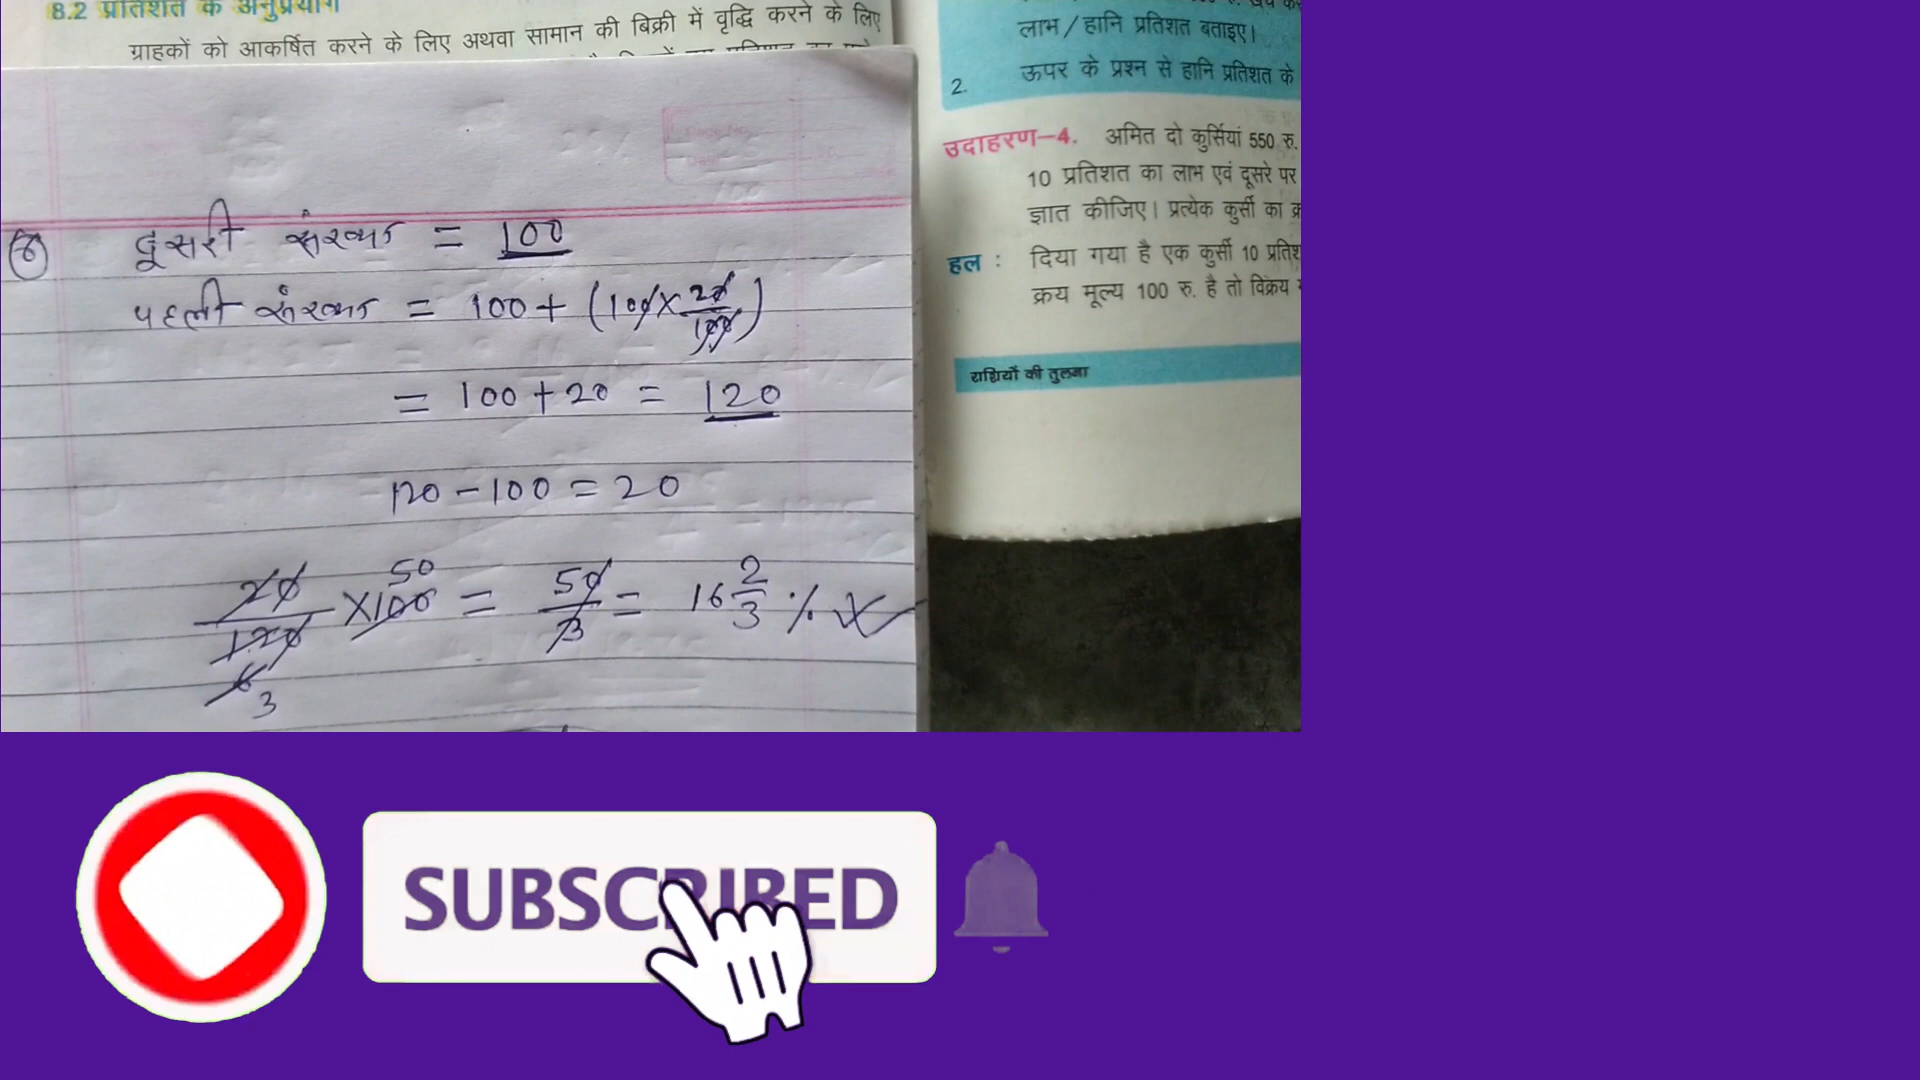 8.2 प्रतिशत के अनुप्रयोग
ग्राहकों को आकर्षित करने के लिए अथवा सामान की बिक्री में वृद्धि करने के लिए
लाभ/हानि प्रतिशत बताइए।
2. ऊपर के प्रश्न से हानि प्रतिशत के
उदाहरण-4. अमित दो कुर्सियां 550 रु.
10 प्रतिशत का लाभ एवं दूसरे पर
ज्ञात कीजिए। प्रत्येक कुर्सी का क्र
हल : दिया गया है एक कुर्सी 10 प्रतिश
क्रय मूल्य 100 रु. है तो विक्रय
राशियों की तुलना
दूसरी संख्या = 100
पहली संख्या = 100 + (100 × 20/100)
= 100 + 20 = 120
120 - 100 = 20
20/120 × 100 = 50/3 = 16 2/3 %
6 3
50
SUBSCRIBED